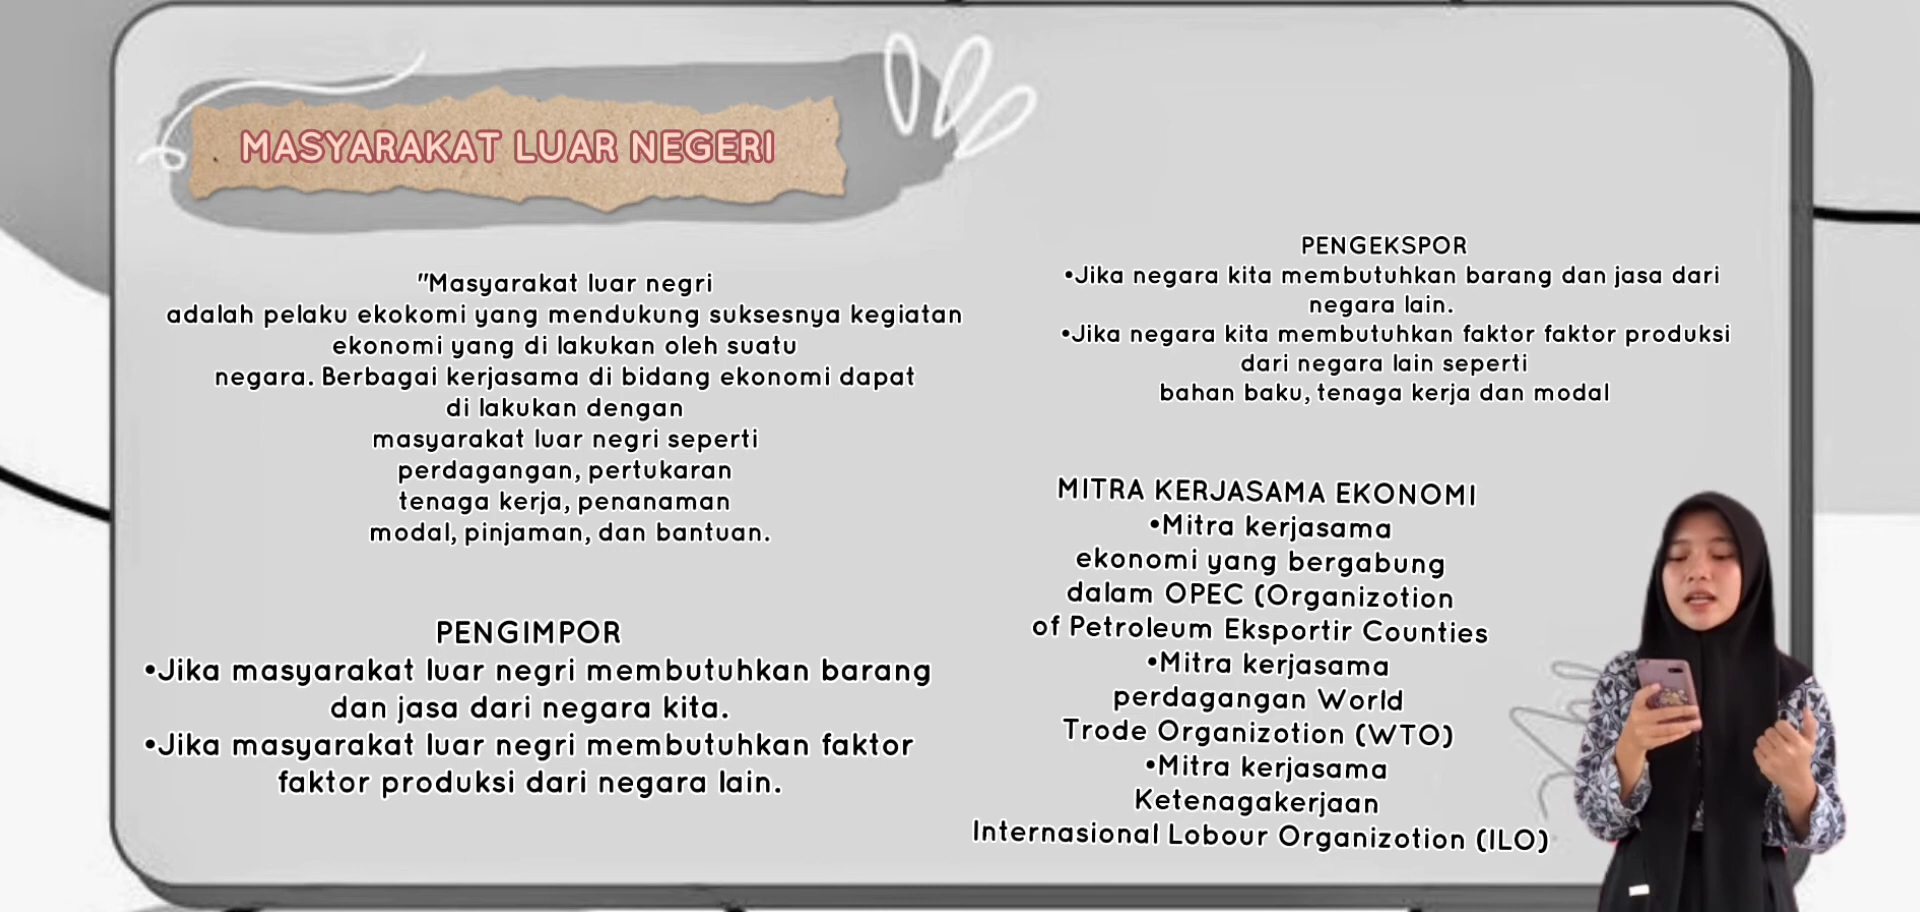 MASYARAKAT LUAR NEGERI
"Masyarakat luar negri
adalah pelaku ekokomi yang mendukung suksesnya kegiatan
ekonomi yang di lakukan oleh suatu
negara. Berbagai kerjasama di bidang ekonomi dapat
di lakukan dengan
masyarakat luar negri seperti
perdagangan, pertukaran
tenaga kerja, penanaman
modal, pinjaman, dan bantuan.
PENGIMPOR
•Jika masyarakat luar negri membutuhkan barang
dan jasa dari negara kita.
•Jika masyarakat luar negri membutuhkan faktor
faktor produksi dari negara lain.
PENGEKSPOR
•Jika negara kita membutuhkan barang dan jasa dari
negara lain.
•Jika negara kita membutuhkan faktor faktor produksi
dari negara lain seperti
bahan baku, tenaga kerja dan modal
MITRA KERJASAMA EKONOMI
•Mitra kerjasama
ekonomi yang bergabung
dalam OPEC (Organizotion
of Petroleum Eksportir Counties
•Mitra kerjasama
perdagangan World
Trode Organizotion (WTO)
•Mitra kerjasama
Ketenagakerjaan
Internasional Lobour Organizotion (ILO)